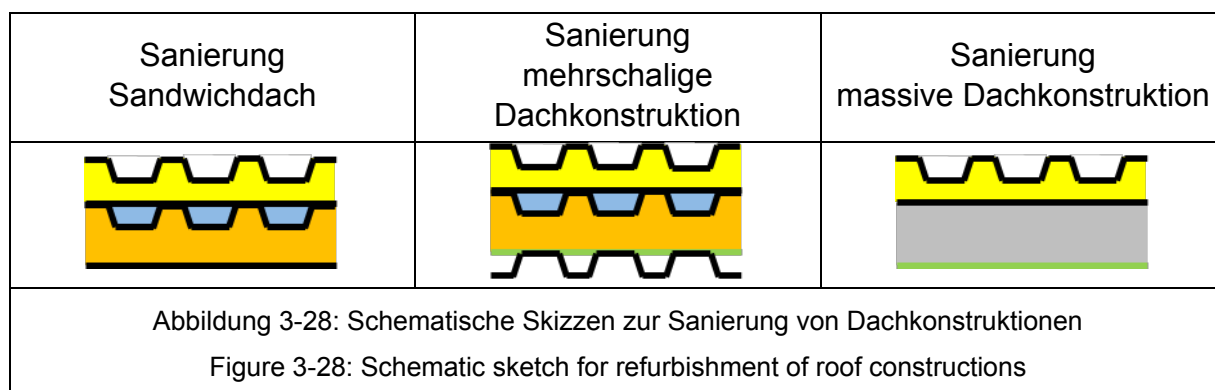 Sanierung
Sandwichdach
Sanierung
mehrschalige
Dachkonstruktion
Sanierung
massive Dachkonstruktion
Abbildung 3-28: Schematische Skizzen zur Sanierung von Dachkonstruktionen
Figure 3-28: Schematic sketch for refurbishment of roof constructions